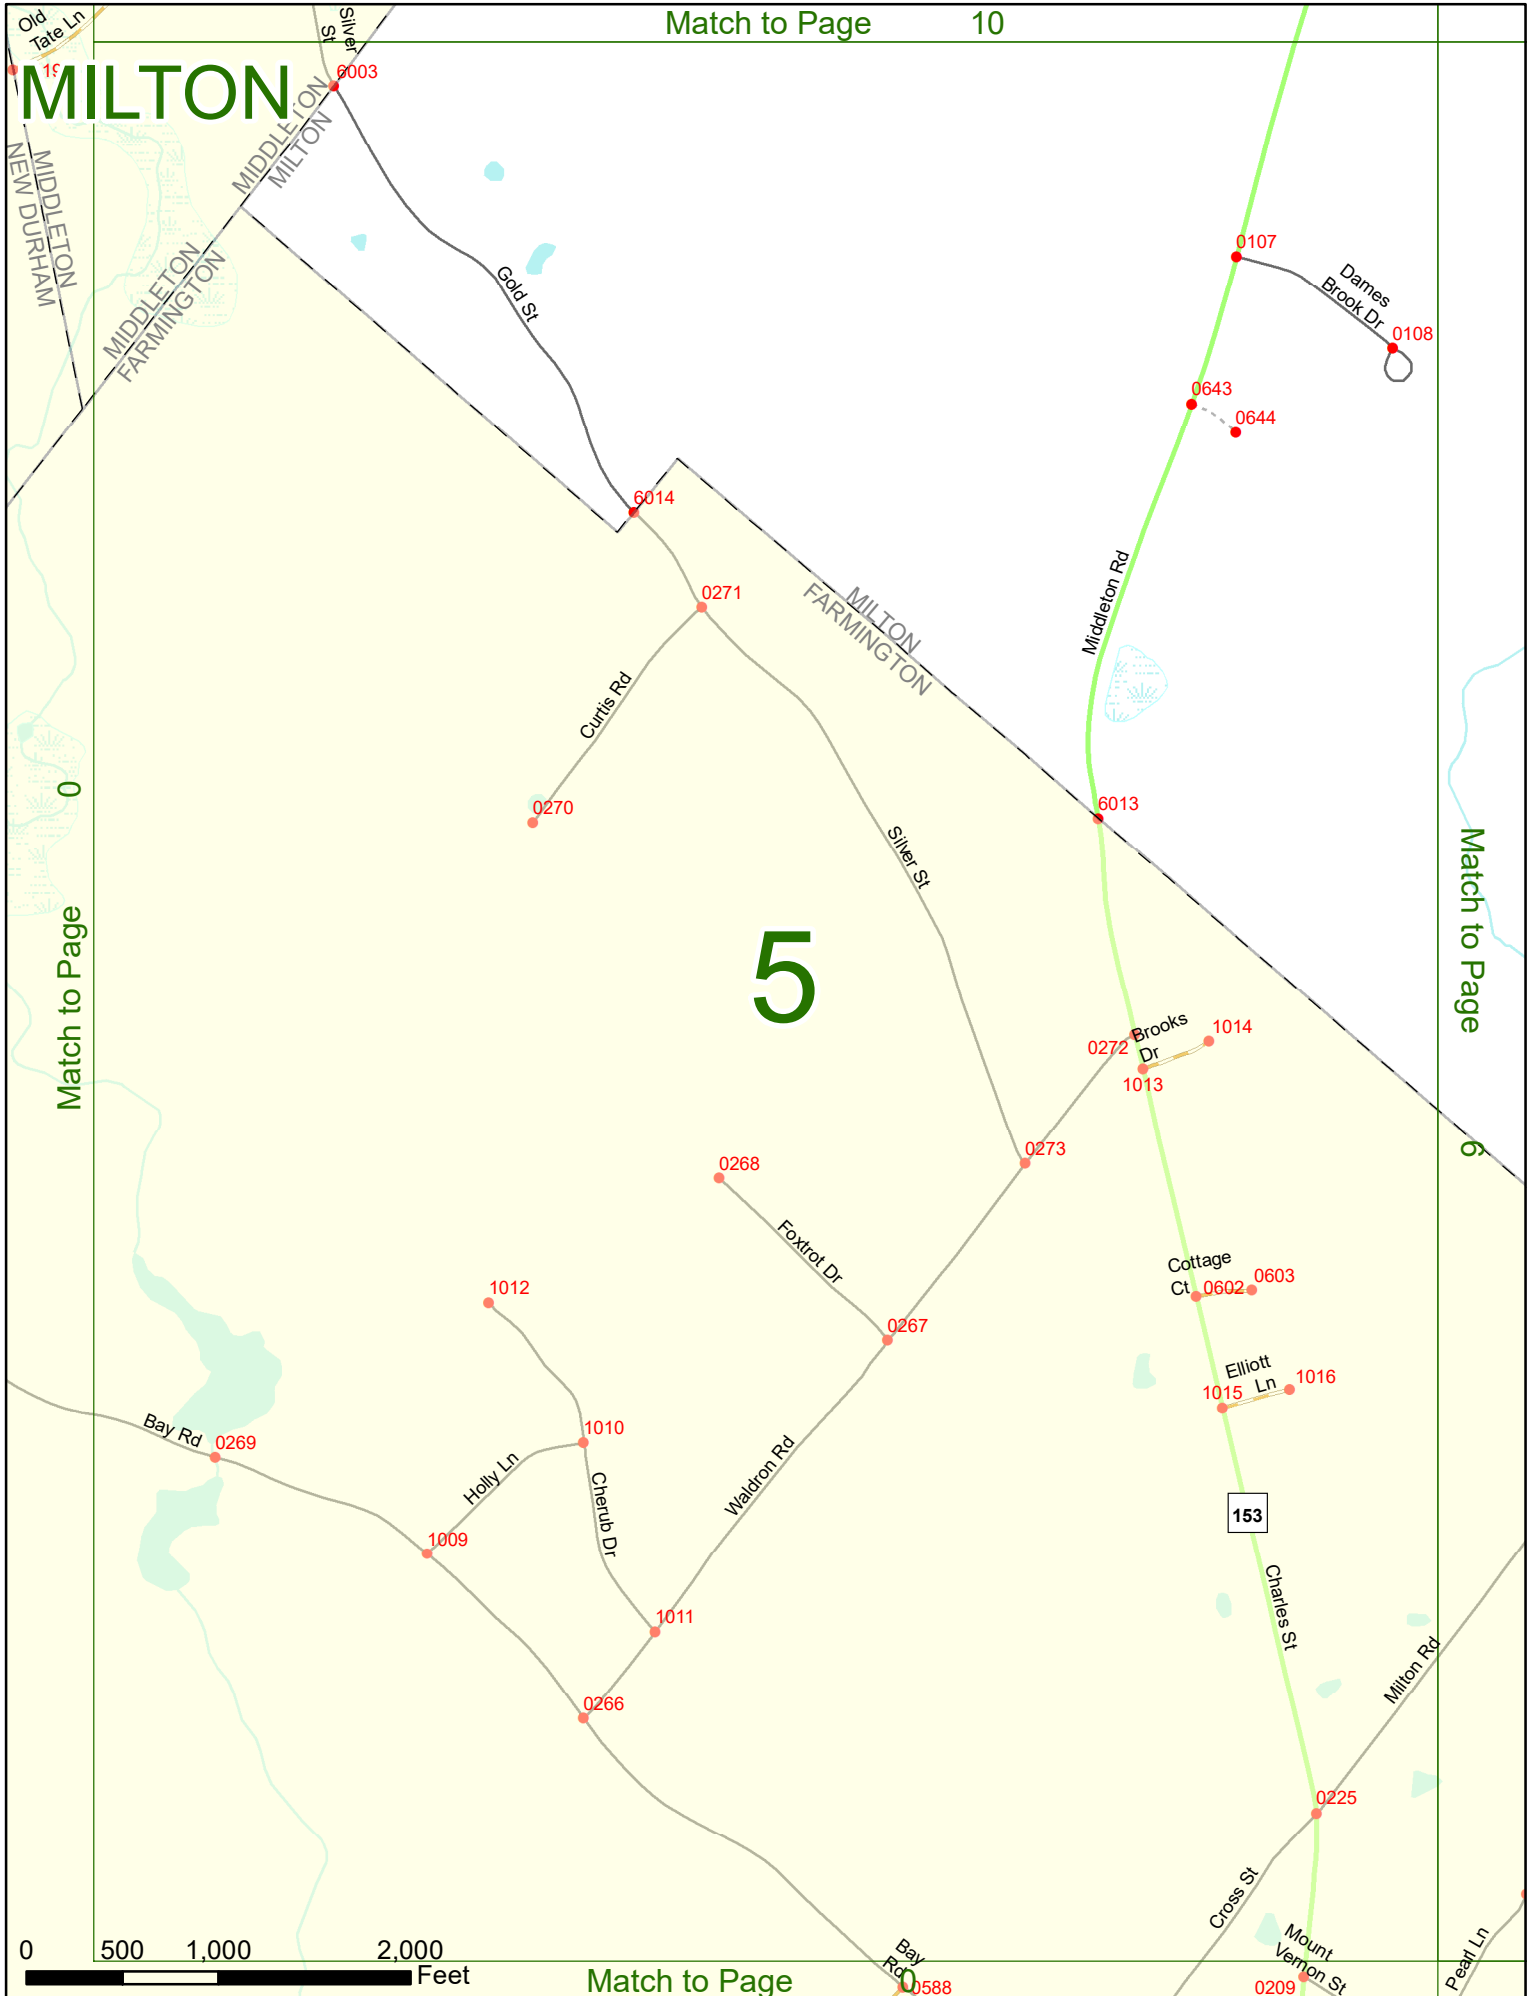 Match to Page 10
Old
Tate Ln
Silver
St
6003
MILTON
MIDDLETON
MILTON
MIDDLETON
NEW DURHAM
MIDDLETON
FARMINGTON
Gold St
0107
Dames
Brook Dr
0108
0643
0644
6014
0271
MILTON
FARMINGTON
Middleton Rd
Curtis Rd
0270
6013
Silver St
Match to Page 0
Match to Page 6
5
Brooks
Dr
0272
1014
1013
0273
0268
Foxtrot Dr
Cottage
Ct
0602
0603
1012
0267
Elliott
Ln
1015
1016
Bay Rd
0269
1010
Holly Ln
Cherub Dr
Waldron Rd
153
1009
Charles St
1011
Milton Rd
0266
0225
Cross St
Mount
Vernon St
Pearl Ln
Bay
Rd
0588
0209
0 500 1,000 2,000
Feet
Match to Page 0